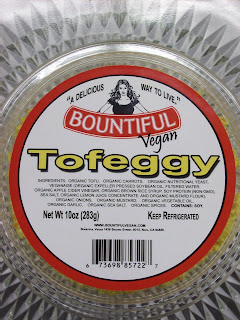 "A DELICIOUS WAY TO LIVE"
BOUNTIFUL
Vegan
Tofeggy
INGREDIENTS: ORGANIC TOFU, ORGANIC CARROTS, ORGANIC NUTRITIONAL YEAST,
VEGANAISE (ORGANIC EXPELLER PRESSED SOYBEAN OIL, FILTERED WATER,
ORGANIC APPLE CIDER VINEGAR, ORGANIC BROWN RICE SYRUP, SOY PROTEIN (NON GMO),
SEA SALT, ORGANIC LEMON JUICE CONCENTRATE AND ORGANIC MUSTARD FLOUR),
ORGANIC ONIONS, ORGANIC MUSTARD, ORGANIC VEGETABLE OIL,
ORGANIC GARLIC, ORGANIC SEA SALT, ORGANIC SPICES. CONTAINS: SOY.
Net Wt 10oz (283g) KEEP REFRIGERATED
WWW.BOUNTIFULVEGAN.COM
6 73698 85722 7